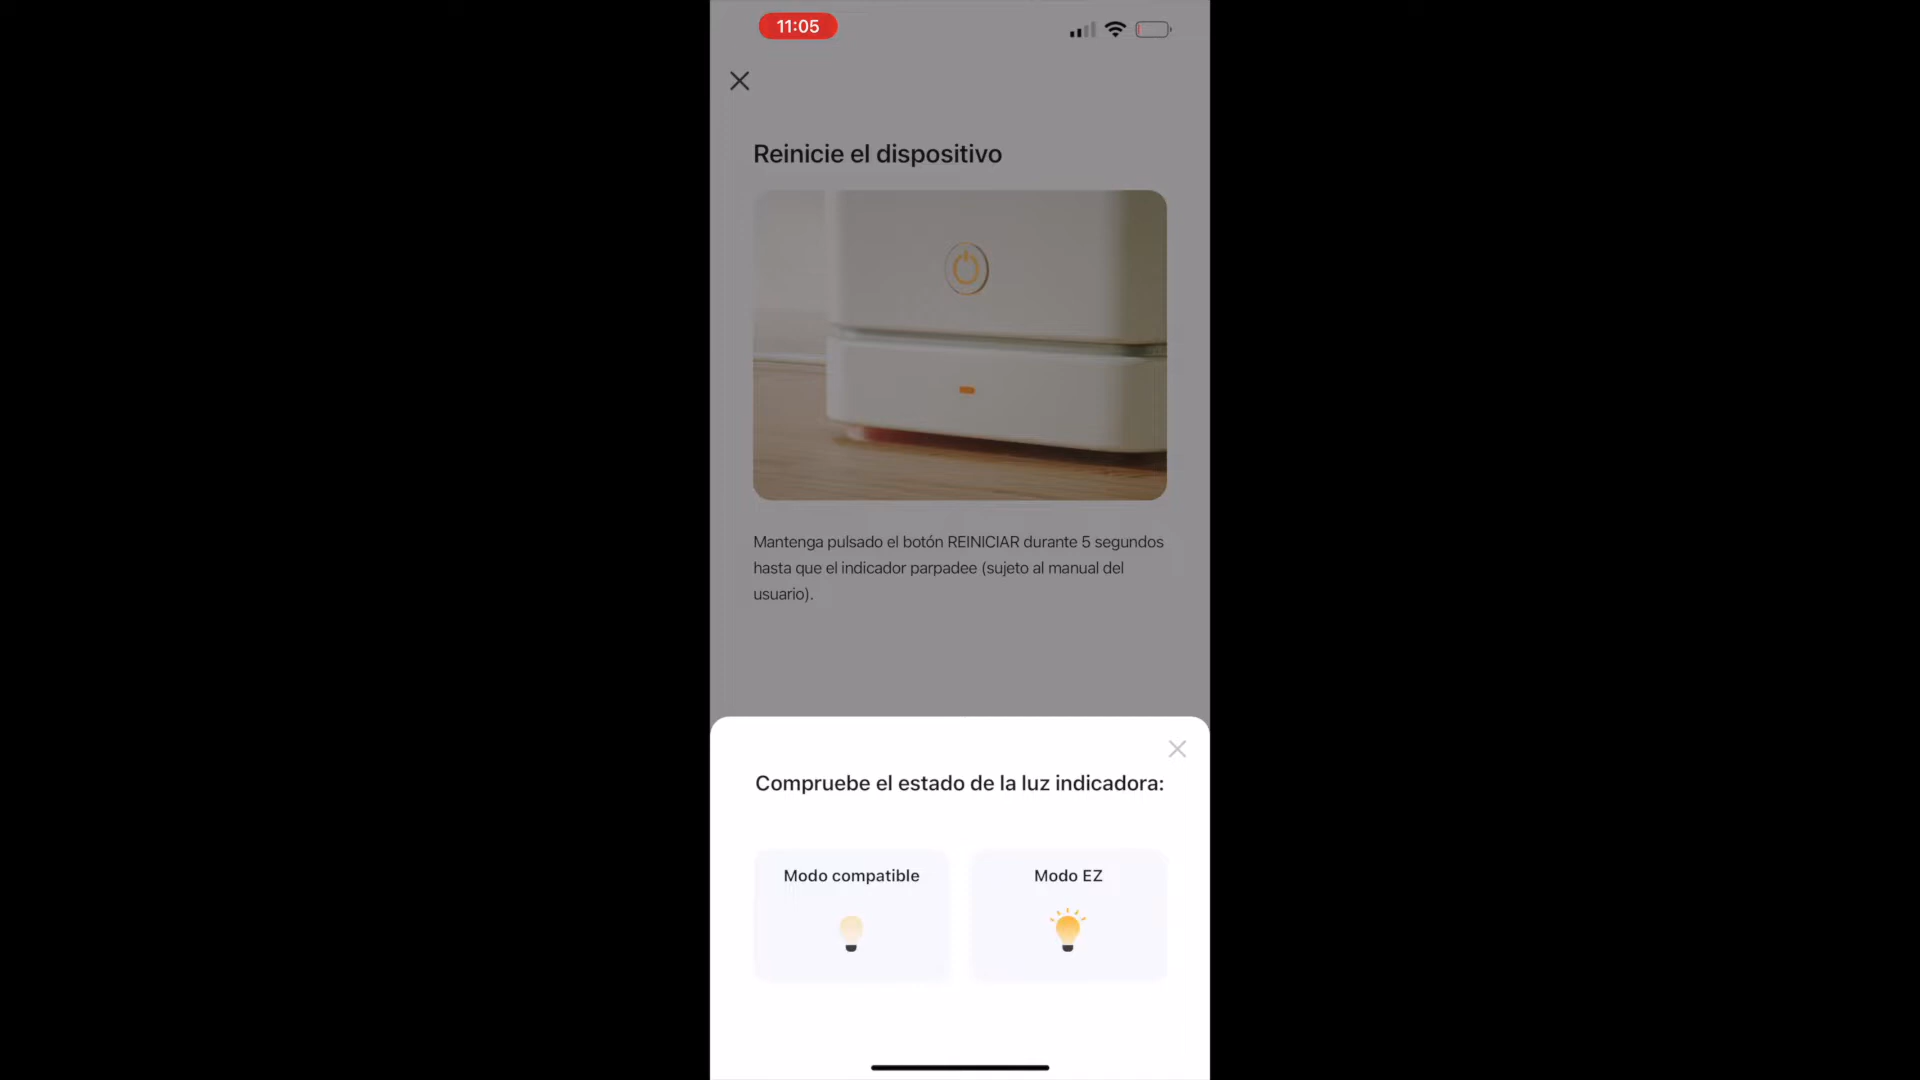 11:05
Reinicie el dispositivo
Mantenga pulsado el botón REINICIAR durante 5 segundos
hasta que el indicador parpadee (sujeto al manual del
usuario).
Compruebe el estado de la luz indicadora:
Modo compatible
Modo EZ